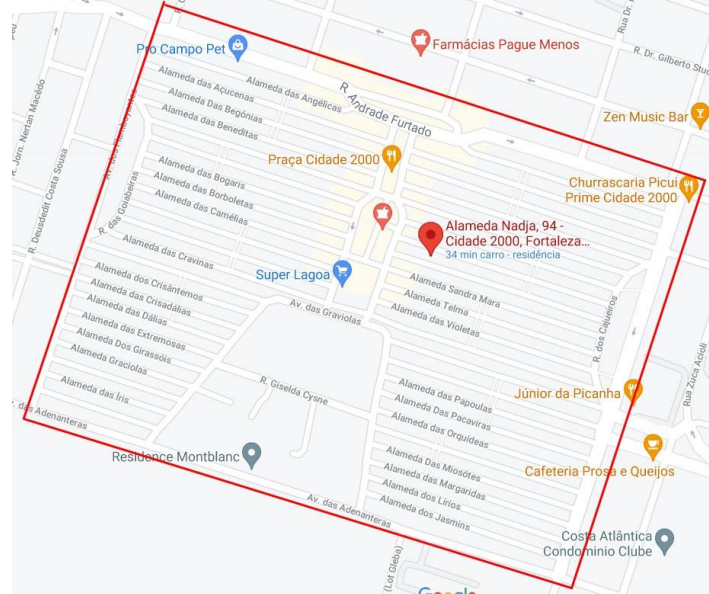 Rua Dr.
Pro Campo Pet
Farmácias Pague Menos
R. Dr. Gilberto Stud
R. Jorn. Nertan Macêdo
Alameda das Açucenas
Alameda das Angélicas
R. Andrade Furtado
Alameda Das Begônias
Alameda das Beneditas
Zen Music Bar
Av. dos Flamboyants
R. Deusdedit Costa Sousa
Praça Cidade 2000
Alameda das Bogaris
Alameda das Borboletas
Alameda das Camélias
Churrascaria Picui
Prime Cidade 2000
R. das Goiabeiras
Alameda Nadja, 94 -
Cidade 2000, Fortaleza...
34 min carro - residência
Alameda das Cravinas
Super Lagoa
Alameda Sandra Mara
Alameda Telma
Alameda das Violetas
Alameda dos Crisântemos
Alameda das Crisadálias
Alameda das Dálias
Alameda das Extremosas
Alameda Dos Girassóis
Alameda Graciolas
Av. das Graviolas
R. dos Cajueiros
Rua Zuca Acioli
Alameda das Íris
R. Giselda Cysne
Alameda das Papoulas
Alameda Das Pacaviras
Alameda das Orquídeas
Júnior da Picanha
das Adenanteras
Residence Montblanc
Alameda Das Miosótes
Alameda das Margaridas
Alameda dos Lírios
Alameda dos Jasmins
Cafeteria Prosa e Queijos
Av. das Adenanteras
Costa Atlântica
Condominio Clube
(Lot Gleba)
Google